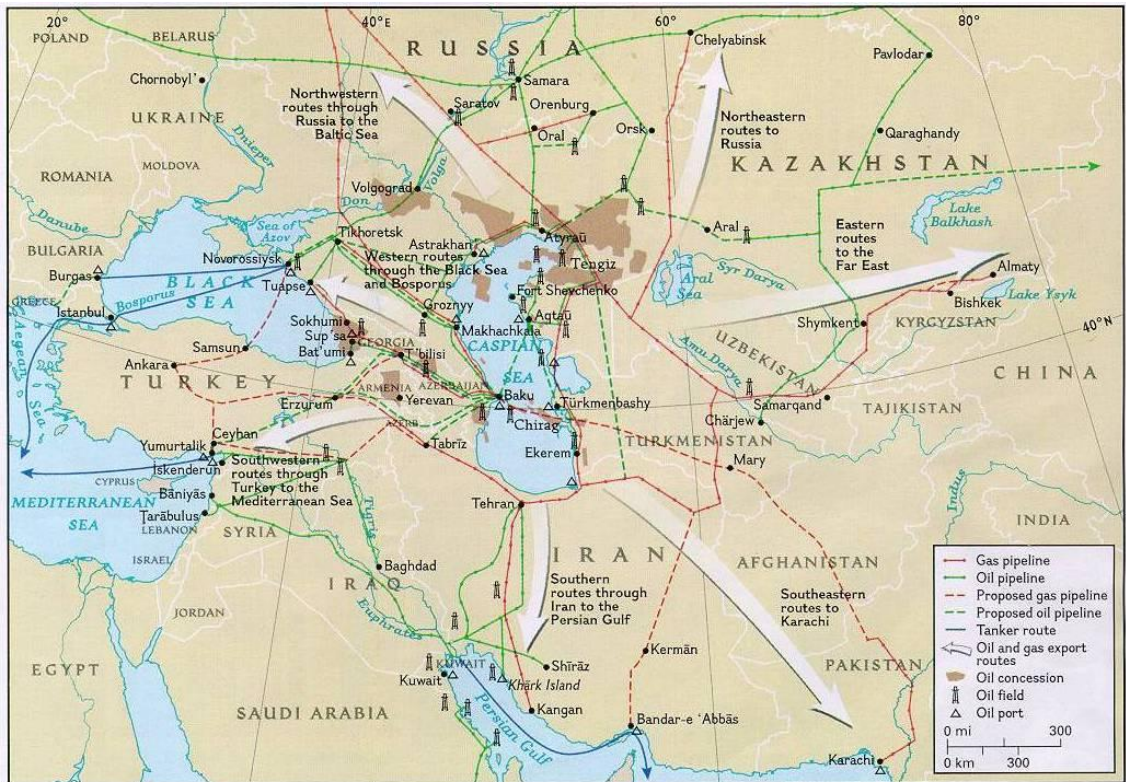 20°
40°E
60°
80°
POLAND
BELARUS
RUSSIA
Chelyabinsk
Pavlodar
Chornobyl'
Samara
Northwestern
routes through
Russia to the
Baltic Sea
Saratov
Orenburg
UKRAINE
Oral
Orsk
Northeastern
routes to
Russia
Qaraghandy
Dnieper
MOLDOVA
KAZAKHSTAN
ROMANIA
Volgograd
Volga
Don
Danube
Sea of
Azov
Tikhoretsk
Astrakhan
Atyraū
Aral
Lake
Balkhash
BULGARIA
Novorossiysk
Western routes
through the Black Sea
and Bosporus
Tengiz
Eastern
routes
to the
Far East
Burgas
BLACK
SEA
Tuapse
Aral
Sea
Syr Darya
Almaty
GREECE
Bosporus
Istanbul
Groznyy
Fort Shevchenko
Bishkek
Lake Ysyk
Sokhumi
Makhachkala
Aqtaū
Shymkent
KYRGYZSTAN
40°N
Sup'sa
Samsun
Bat'umi
GEORGIA
T'bilisi
CASPIAN
SEA
Amu Darya
UZBEKISTAN
Aegean
Sea
Ankara
TURKEY
ARMENIA
AZERBAIJAN
CHINA
Erzurum
Yerevan
Baku
Türkmenbashy
Samarqand
TAJIKISTAN
AZERB.
Chirag
Chärjew
Ceyhan
Yumurtalik
Tabrīz
TURKMENISTAN
İskenderun
Southwestern
routes through
Turkey to the
Mediterranean Sea
Ekerem
Mary
CYPRUS
Bāniyās
MEDITERRANEAN
SEA
Tarābulus
Tigris
Tehran
Indus
LEBANON
SYRIA
INDIA
ISRAEL
Baghdad
IRAN
AFGHANISTAN
IRAQ
Southern
routes through
Iran to the
Persian Gulf
Southeastern
routes to
Karachi
JORDAN
Euphrates
Kermān
EGYPT
KUWAIT
Kuwait
Shīrāz
Khārk Island
PAKISTAN
SAUDI ARABIA
Persian Gulf
Kangan
Bandar-e 'Abbās
Karachi
Gas pipeline
Oil pipeline
Proposed gas pipeline
Proposed oil pipeline
Tanker route
Oil and gas export
routes
Oil concession
Oil field
Oil port
0 mi 300
0 km 300